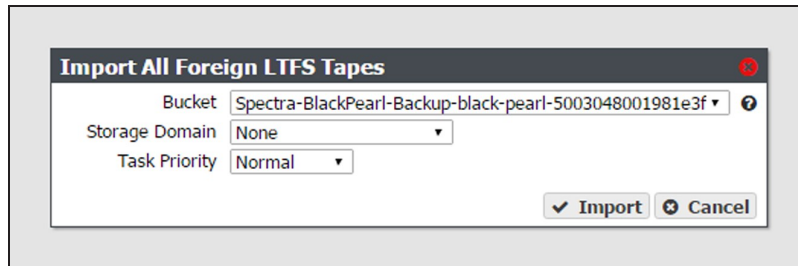 Import All Foreign LTFS Tapes
Bucket Spectra-BlackPearl-Backup-black-pearl-5003048001981e3f
Storage Domain None
Task Priority Normal
Import Cancel